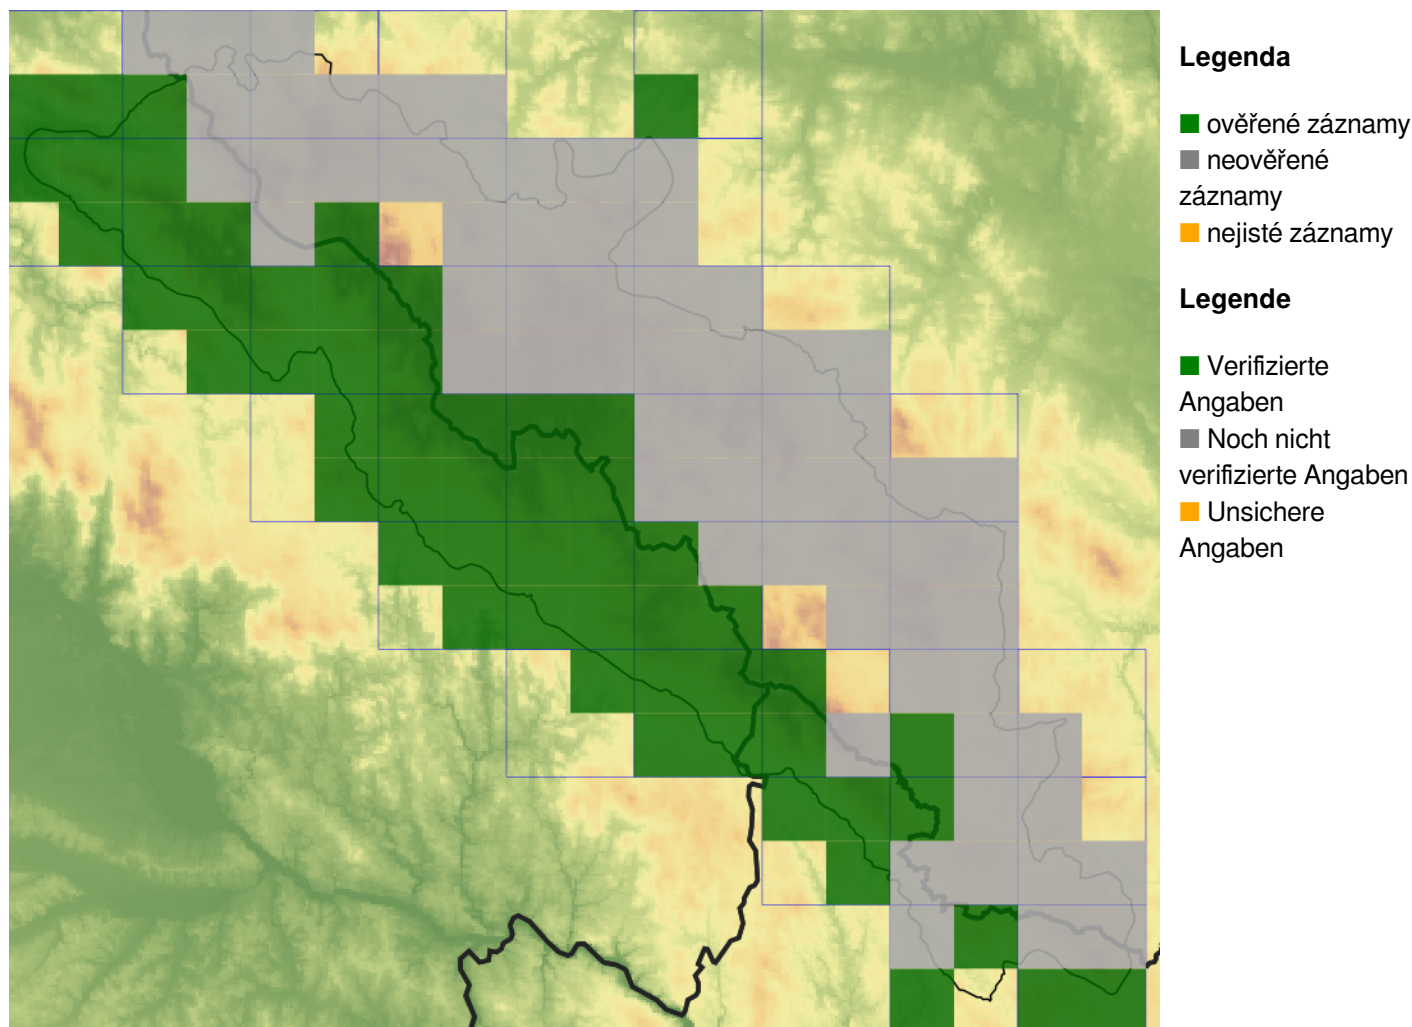 Legenda
ověřené záznamy
neověřené
záznamy
nejisté záznamy
Legende
Verifizierte
Angaben
Noch nicht
verifizierte Angaben
Unsichere
Angaben